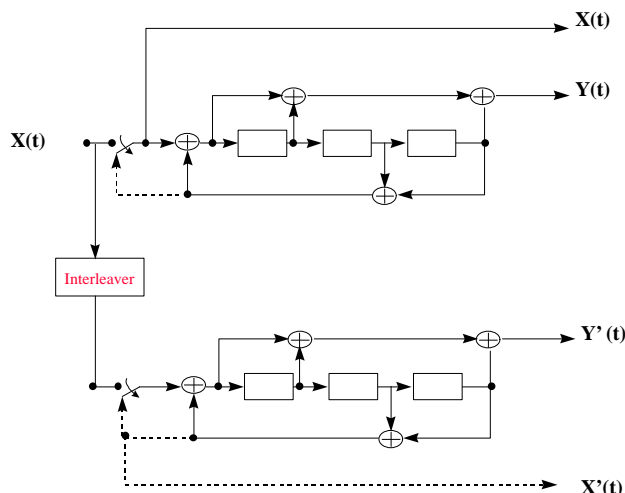 X(t)
Y(t)
X(t)
Interleaver
Y’ (t)
X’(t)